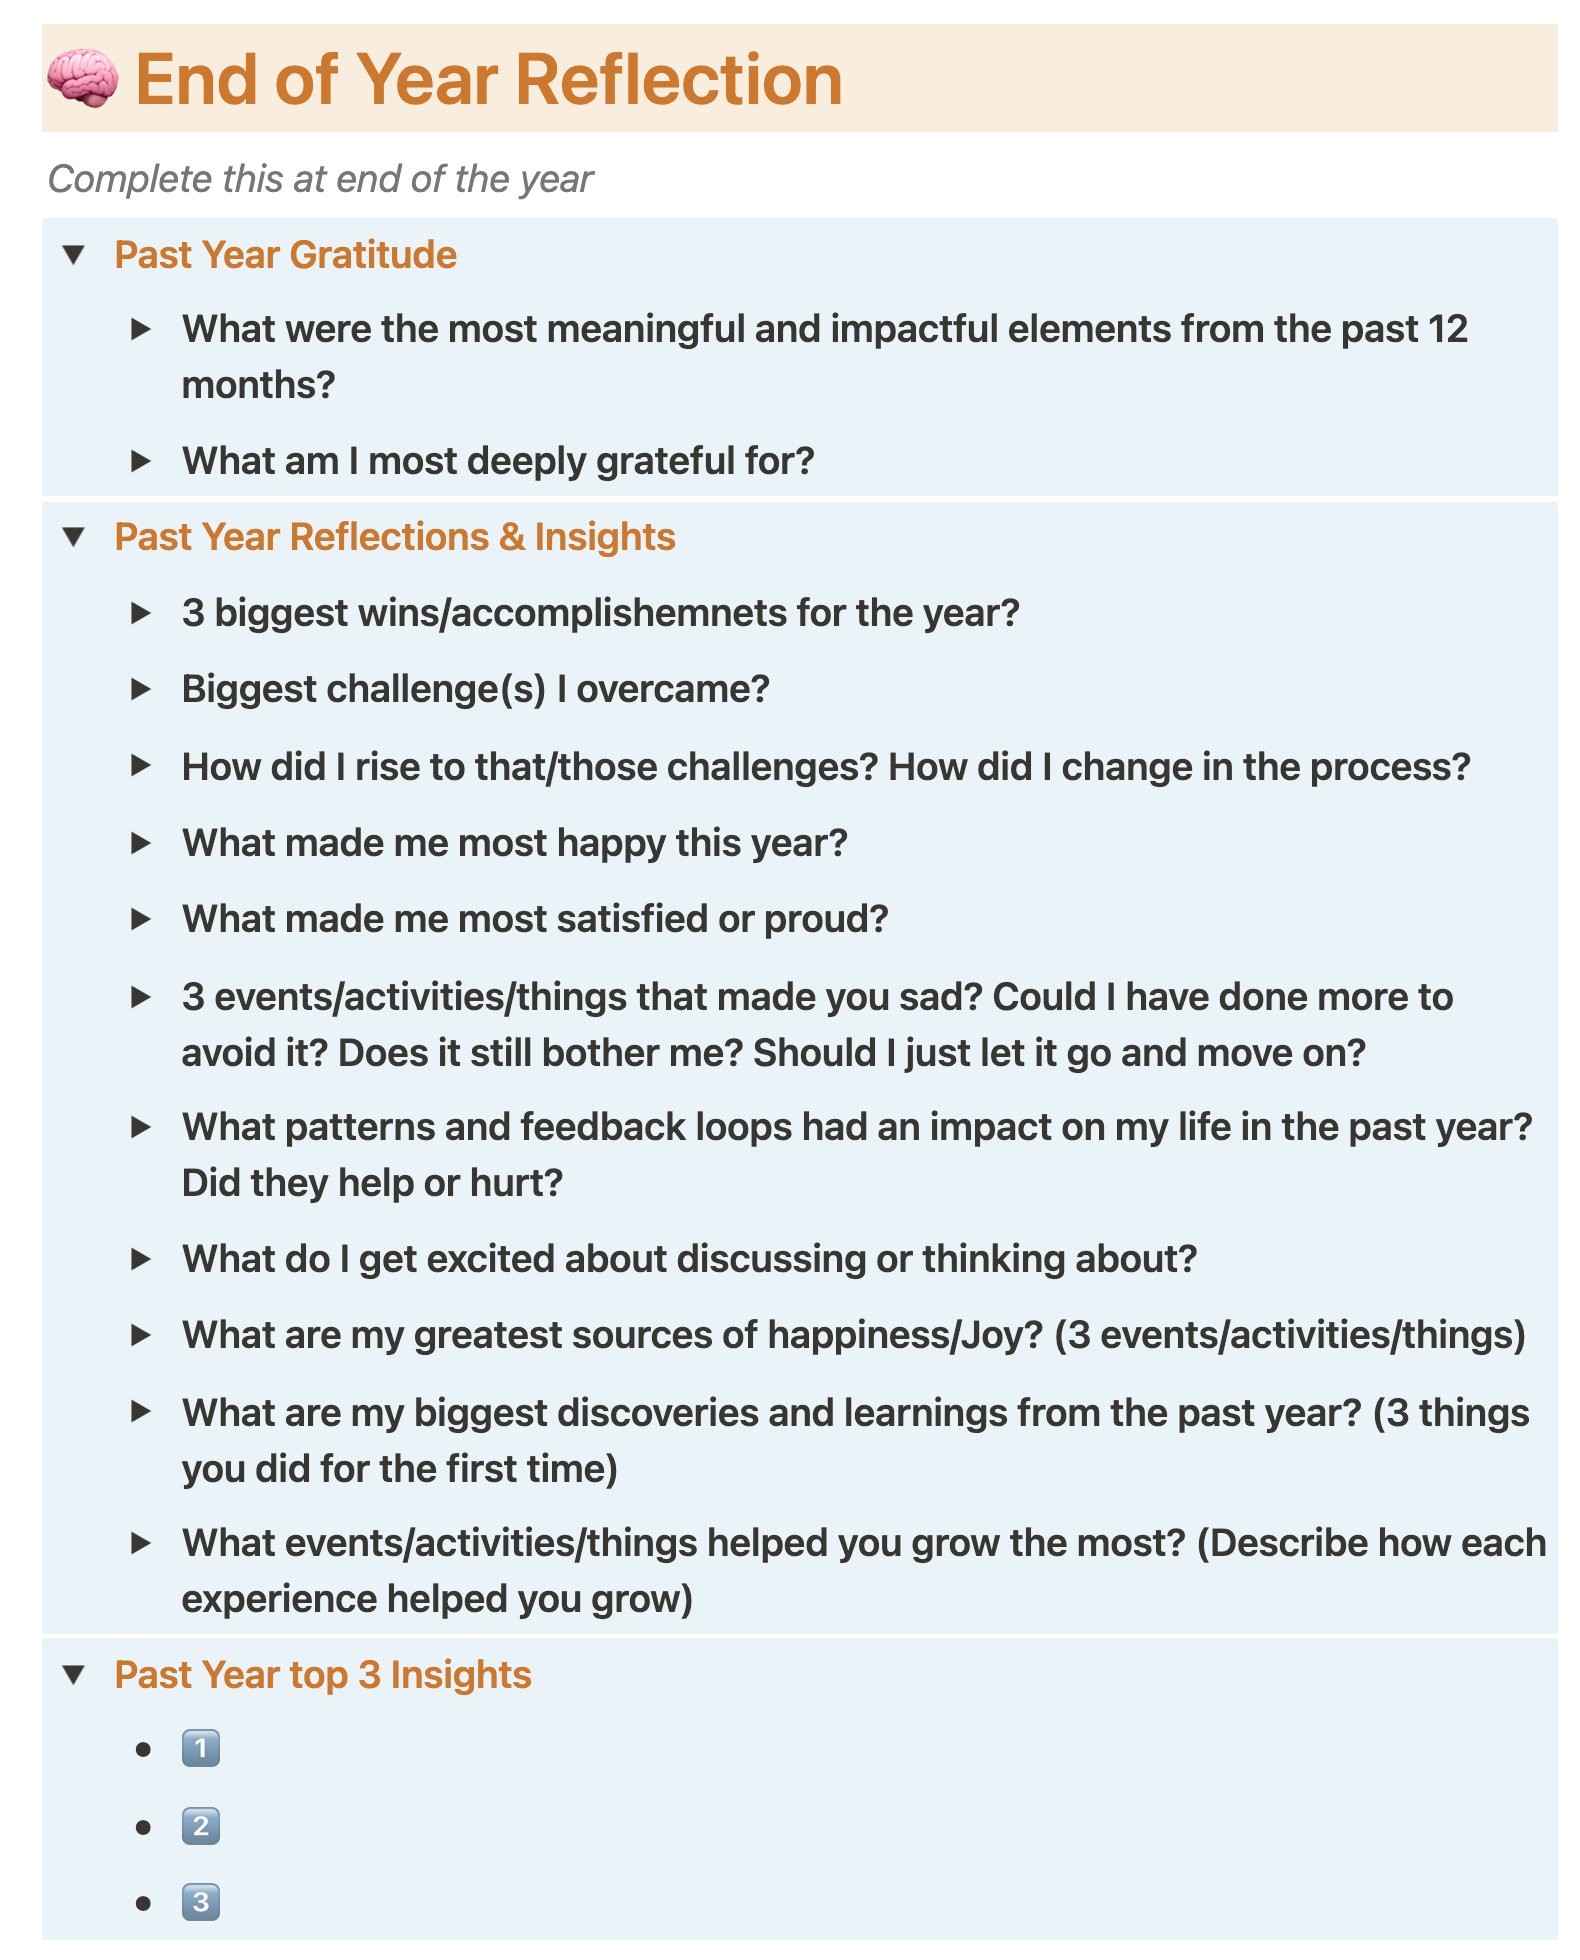 🧠 End of Year Reflection
Complete this at end of the year
Past Year Gratitude
What were the most meaningful and impactful elements from the past 12
months?
What am I most deeply grateful for?
Past Year Reflections & Insights
3 biggest wins/accomplishemnets for the year?
Biggest challenge(s) I overcame?
How did I rise to that/those challenges? How did I change in the process?
What made me most happy this year?
What made me most satisfied or proud?
3 events/activities/things that made you sad? Could I have done more to
avoid it? Does it still bother me? Should I just let it go and move on?
What patterns and feedback loops had an impact on my life in the past year?
Did they help or hurt?
What do I get excited about discussing or thinking about?
What are my greatest sources of happiness/Joy? (3 events/activities/things)
What are my biggest discoveries and learnings from the past year? (3 things
you did for the first time)
What events/activities/things helped you grow the most? (Describe how each
experience helped you grow)
Past Year top 3 Insights
• 1️⃣
• 2️⃣
• 3️⃣